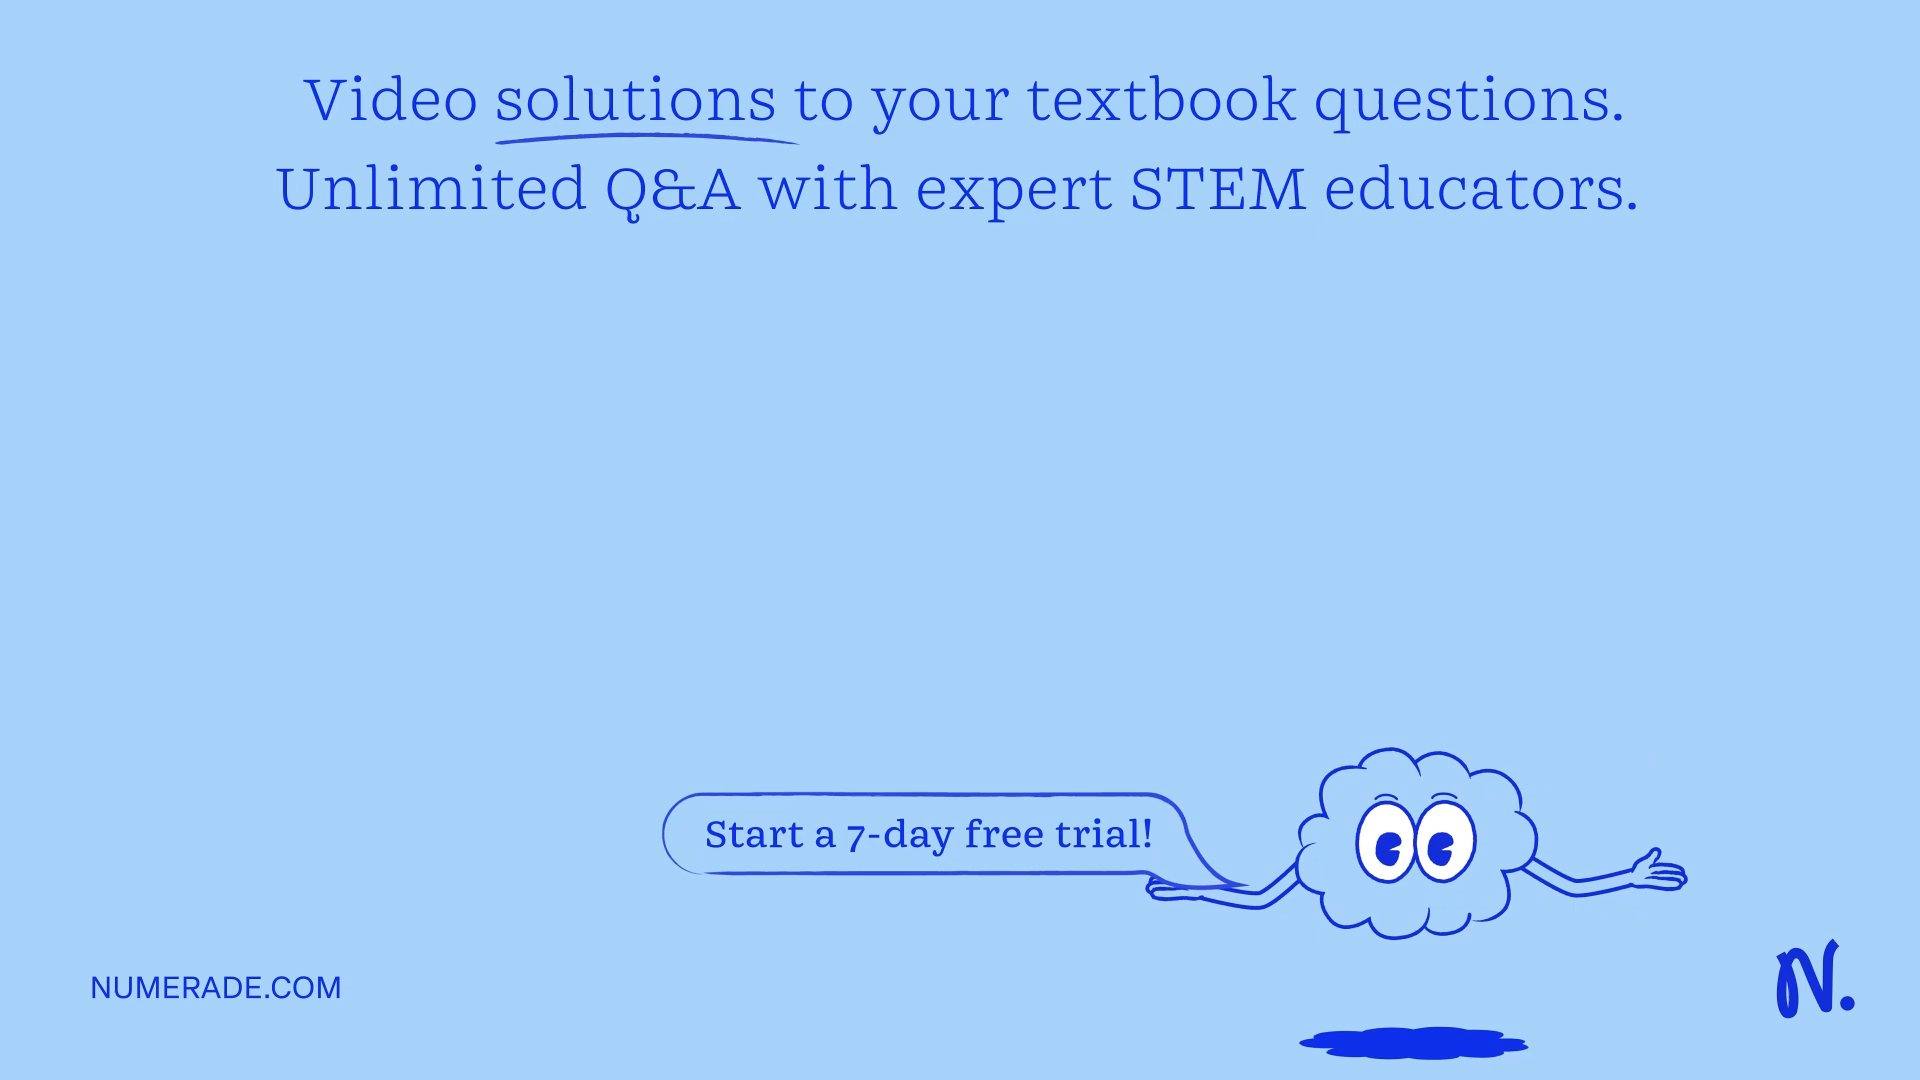 Video solutions to your textbook questions.
Unlimited Q&A with expert STEM educators.
Start a 7-day free trial!
NUMERADE.COM
N.